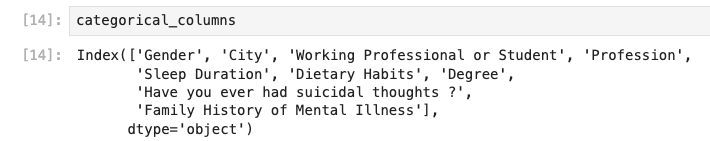 [14]: categorical_columns
[14]: Index(['Gender', 'City', 'Working Professional or Student', 'Profession',
'Sleep Duration', 'Dietary Habits', 'Degree',
'Have you ever had suicidal thoughts ?',
'Family History of Mental Illness'],
dtype='object')